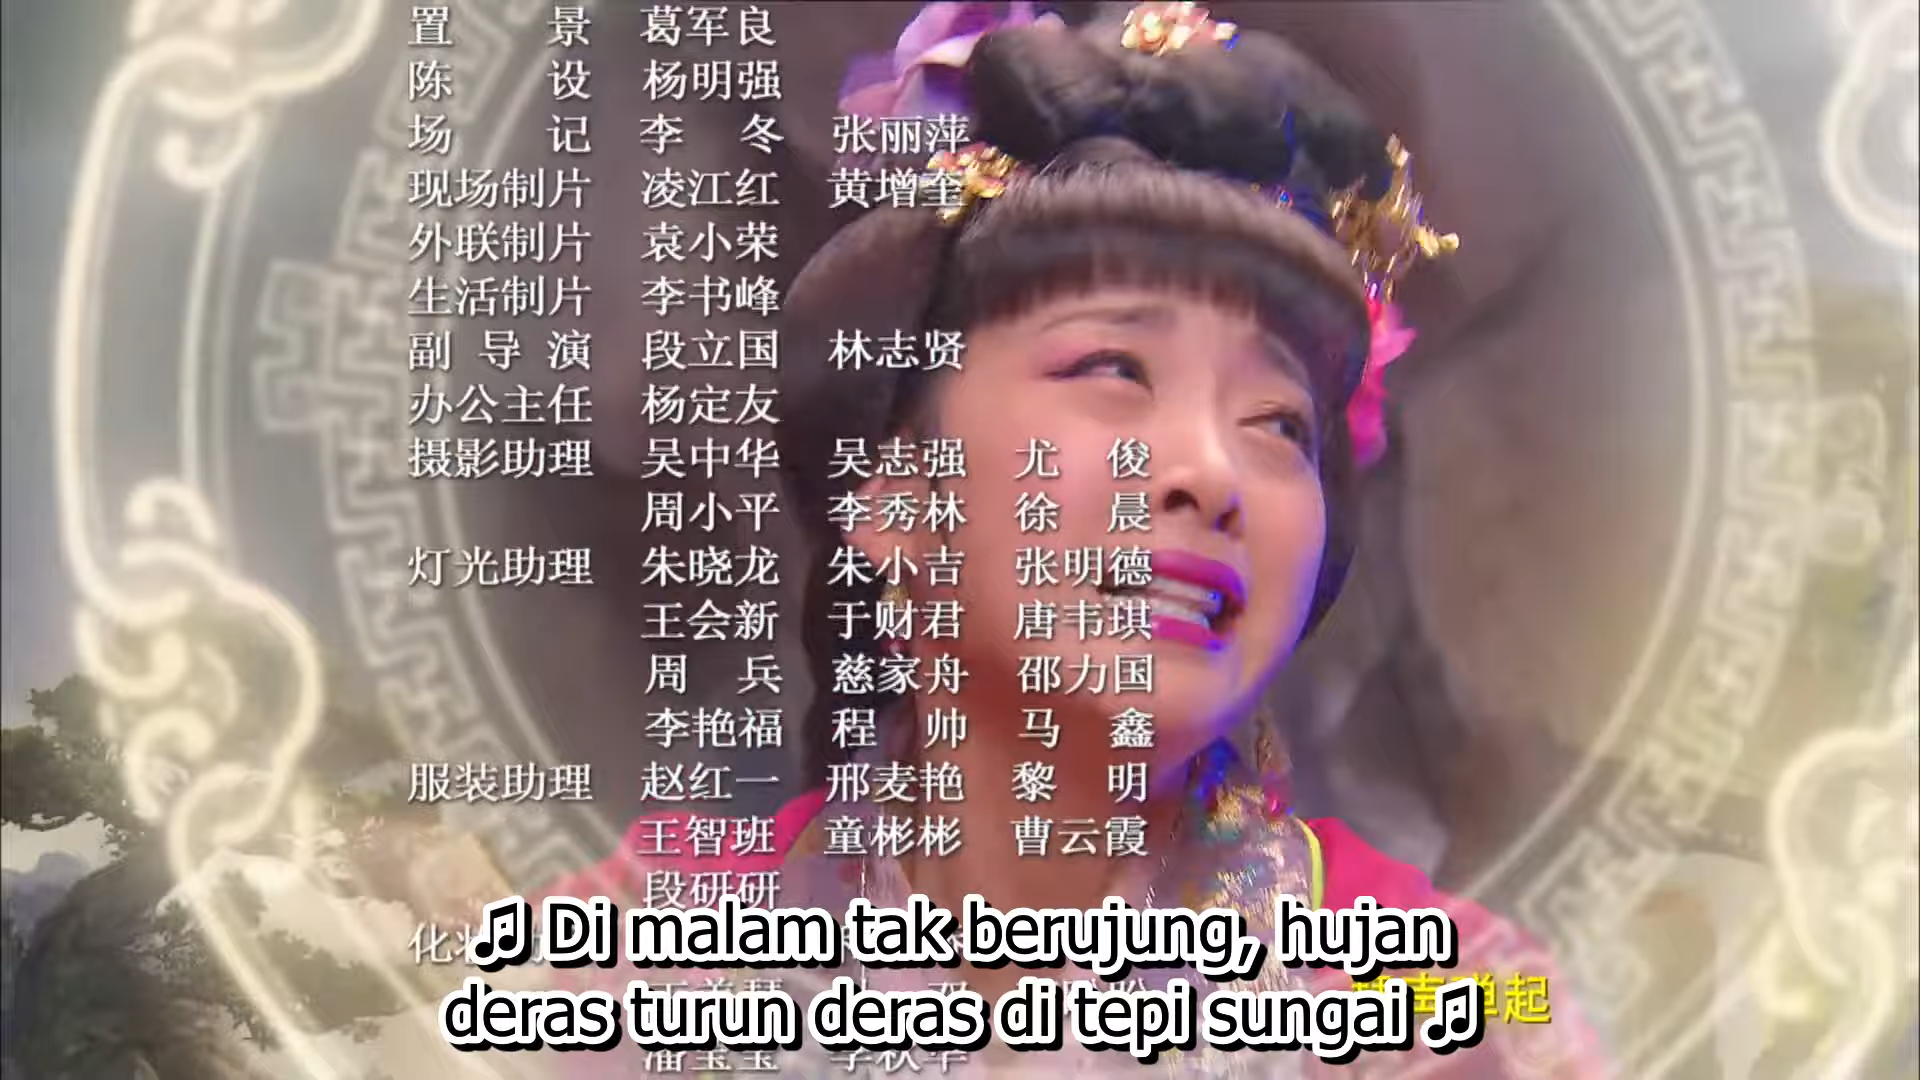 置景 葛军良
陈设 杨明强
场记 李冬 张丽萍
现场制片 凌江红 黄增奎
外联制片 袁小荣
生活制片 李书峰
副导演 段立国 林志贤
办公主任 杨定友
摄影助理 吴中华 吴志强 尤俊
周小平 李秀林 徐晨
灯光助理 朱晓龙 朱小吉 张明德
王会新 于财君 唐韦琪
周兵 慈家舟 邵力国
李艳福 程帅 马鑫
服装助理 赵红一 邢麦艳 黎明
王智班 童彬彬 曹云霞
段研研
♫ Di malam tak berujung, hujan
deras turun deras di tepi sungai ♫
声弹起